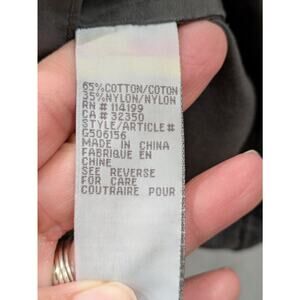 65%COTTON/COTON
35%NYLON/NYLON
RN # 114199
CA # 32350
STYLE/ARTICLE#
G506156
MADE IN CHINA
FABRIQUE EN
CHINE
SEE REVERSE
FOR CARE
COUTRAIRE POUR